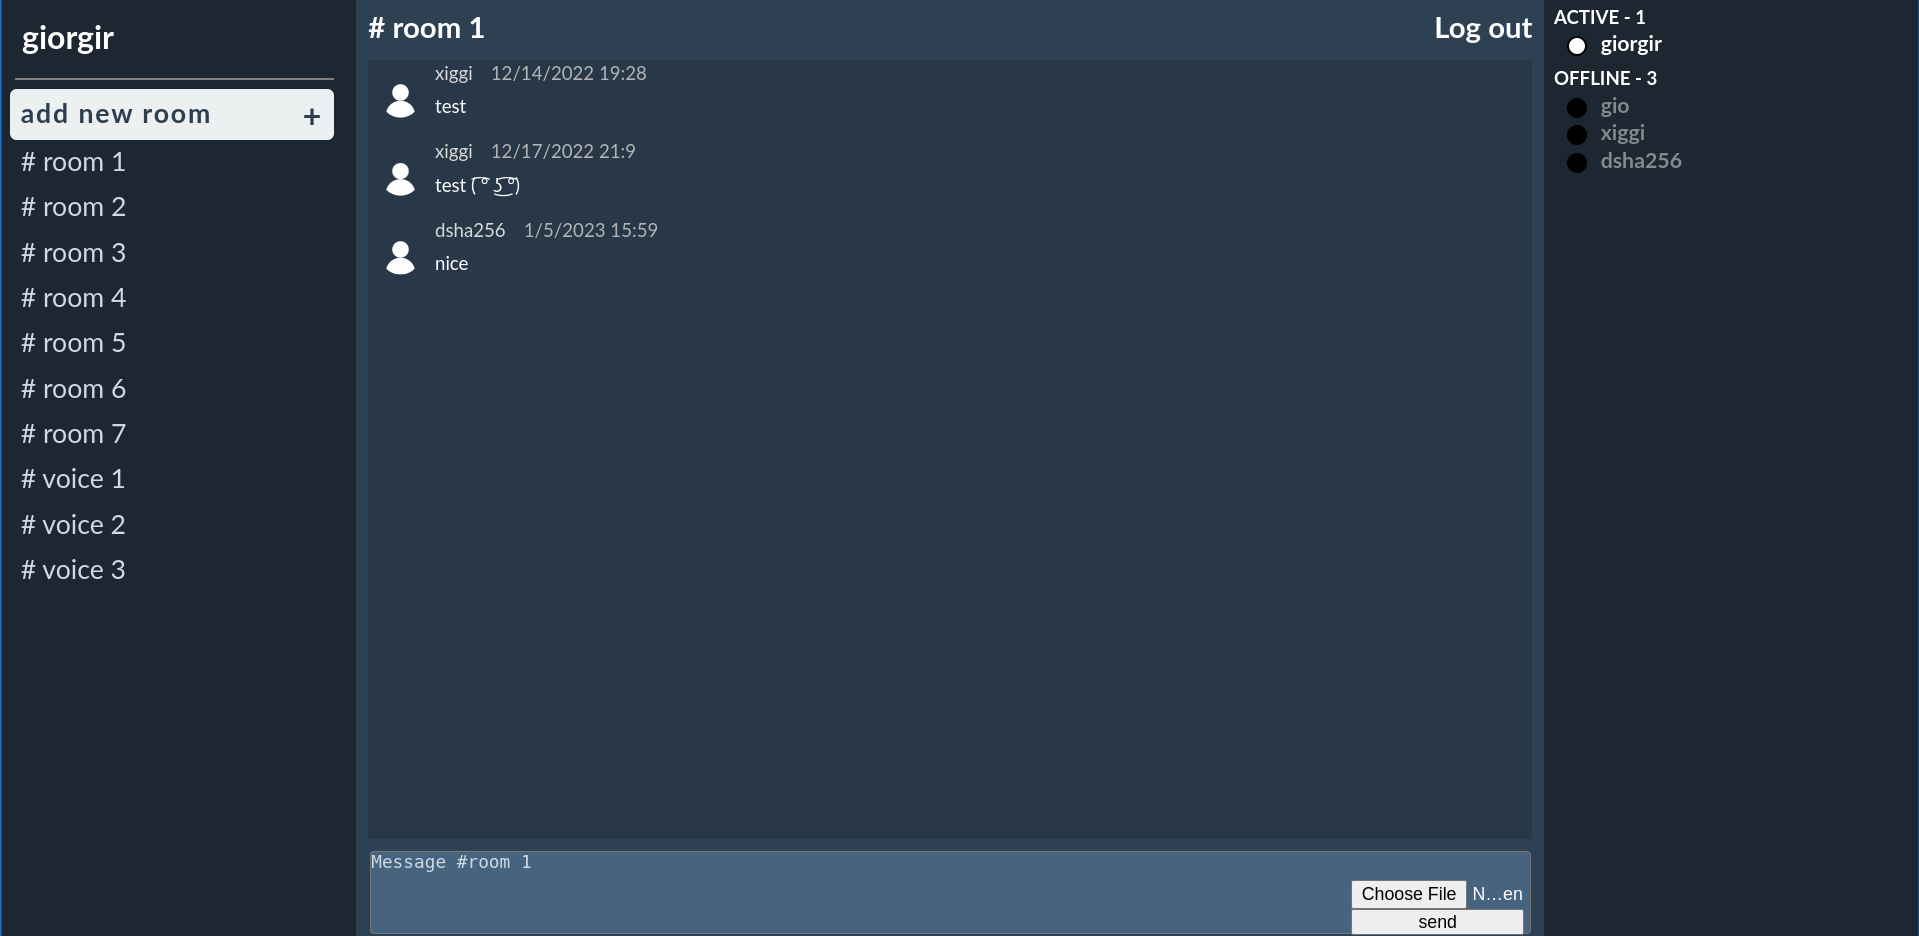 giorgir
add new room +
# room 1
# room 2
# room 3
# room 4
# room 5
# room 6
# room 7
# voice 1
# voice 2
# voice 3
# room 1 Log out
xiggi 12/14/2022 19:28
test
xiggi 12/17/2022 21:9
test ( ͡° ͜ʖ ͡°)
dsha256 1/5/2023 15:59
nice
Message #room 1
Choose File N...en
send
ACTIVE - 1
giorgir
OFFLINE - 3
gio
xiggi
dsha256